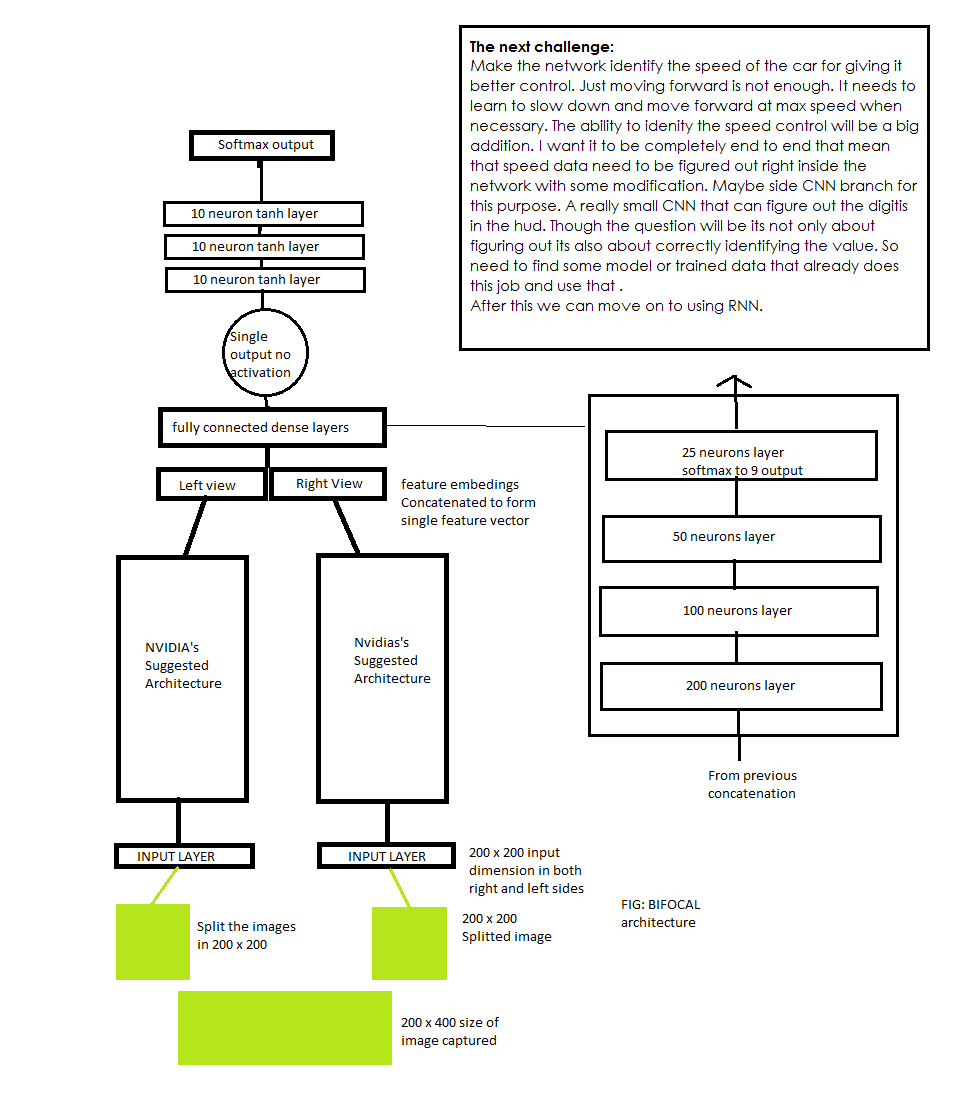 The next challenge:
Make the network identify the speed of the car for giving it
better control. Just moving forward is not enough. It needs to
learn to slow down and move forward at max speed when
necessary. The ability to idenity the speed control will be a big
addition. I want it to be completely end to end that mean
that speed data need to be figured out right inside the
network with some modification. Maybe side CNN branch for
this purpose. A really small CNN that can figure out the digitis
in the hud. Though the question will be its not only about
figuring out its also about correctly identifying the value. So
need to find some model or trained data that already does
this job and use that .
After this we can move on to using RNN.
Softmax output
10 neuron tanh layer
10 neuron tanh layer
10 neuron tanh layer
Single
output no
activation
fully connected dense layers
Left view
Right View
feature embedings
Concatenated to form
single feature vector
NVIDIA's
Suggested
Architecture
Nvidias's
Suggested
Architecture
INPUT LAYER
INPUT LAYER
200 x 200 input
dimension in both
right and left sides
Split the images
in 200 x 200
200 x 200
Splitted image
200 x 400 size of
image captured
25 neurons layer
softmax to 9 output
50 neurons layer
100 neurons layer
200 neurons layer
From previous
concatenation
FIG: BIFOCAL
architecture